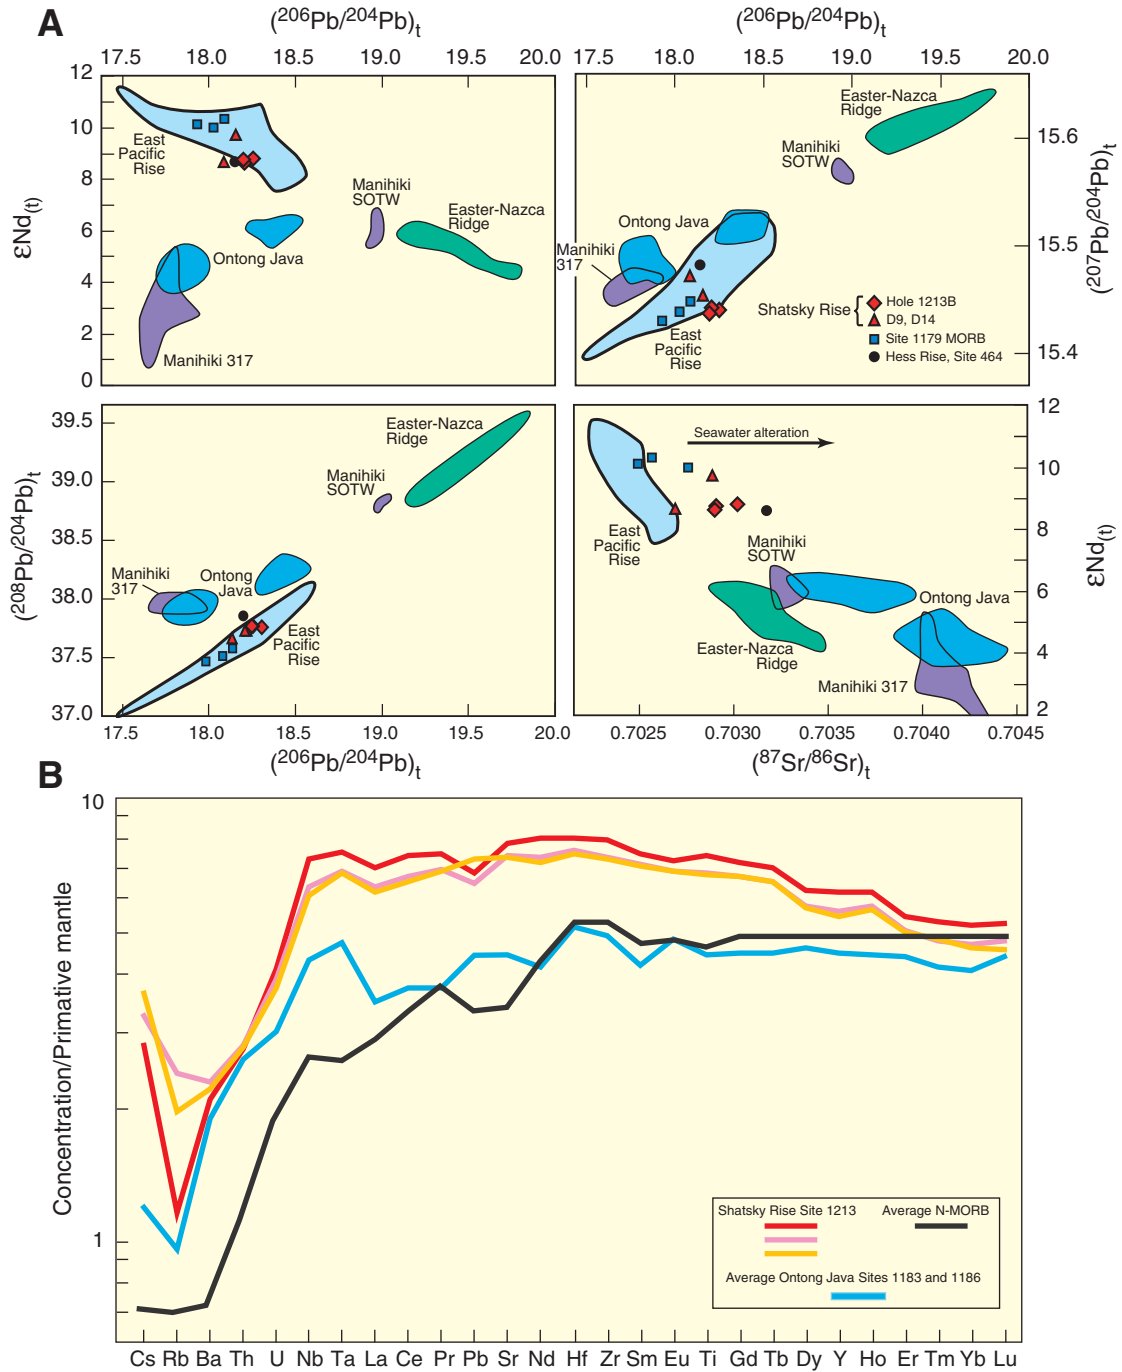 A
(206Pb/204Pb)t
(206Pb/204Pb)t
17.5 18.0 18.5 19.0 19.5 20.0
17.5 18.0 18.5 19.0 19.5 20.0
12
10
8
6
4
2
0
εNd(t)
East
Pacific
Rise
Manihiki
SOTW
Easter-Nazca
Ridge
Ontong Java
Manihiki 317
Easter-Nazca
Ridge
Manihiki
SOTW
Ontong Java
Manihiki
317
East
Pacific
Rise
Shatsky Rise {
Hole 1213B
D9, D14
Site 1179 MORB
Hess Rise, Site 464
15.6
15.5
15.4
(207Pb/204Pb)t
39.5
39.0
38.5
38.0
37.5
37.0
(208Pb/204Pb)t
Easter-Nazca
Ridge
Manihiki
SOTW
Manihiki
317
Ontong
Java
East
Pacific
Rise
17.5 18.0 18.5 19.0 19.5 20.0
(206Pb/204Pb)t
Seawater alteration
East
Pacific
Rise
Manihiki
SOTW
Ontong Java
Easter-Nazca
Ridge
Manihiki 317
12
10
8
6
4
2
εNd(t)
0.7025 0.703 0.7035 0.704 0.7045
(87Sr/86Sr)t
B
10
1
Concentration/Primative mantle
Shatsky Rise Site 1213
Average N-MORB
Average Ontong Java Sites 1183 and 1186
Cs Rb Ba Th U Nb Ta La Ce Pr Pb Sr Nd Hf Zr Sm Eu Ti Gd Tb Dy Y Ho Er Tm Yb Lu